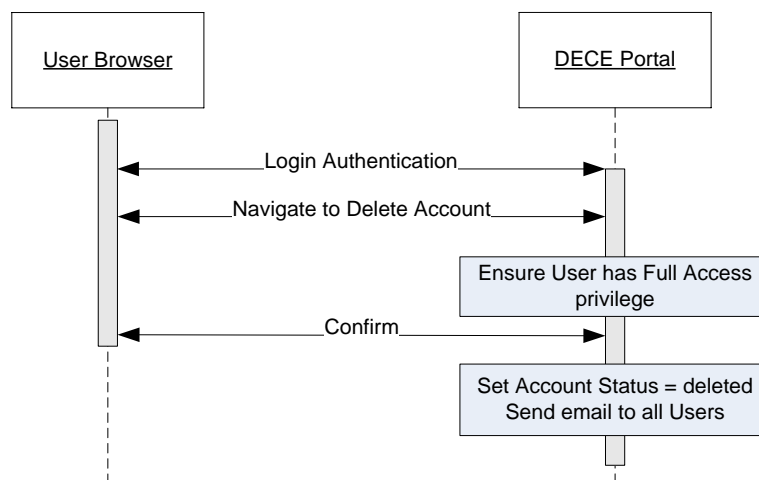 User Browser
DECE Portal
Login Authentication
Navigate to Delete Account
Ensure User has Full Access
privilege
Confirm
Set Account Status = deleted
Send email to all Users